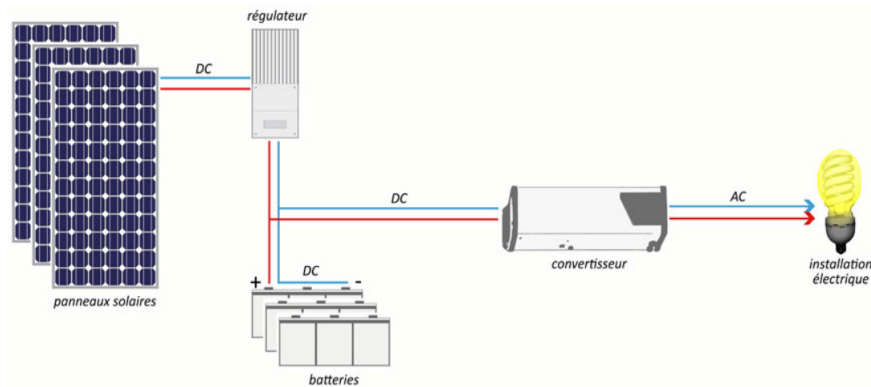 régulateur
DC
DC
AC
convertisseur
installation
électrique
+ DC -
panneaux solaires
batteries